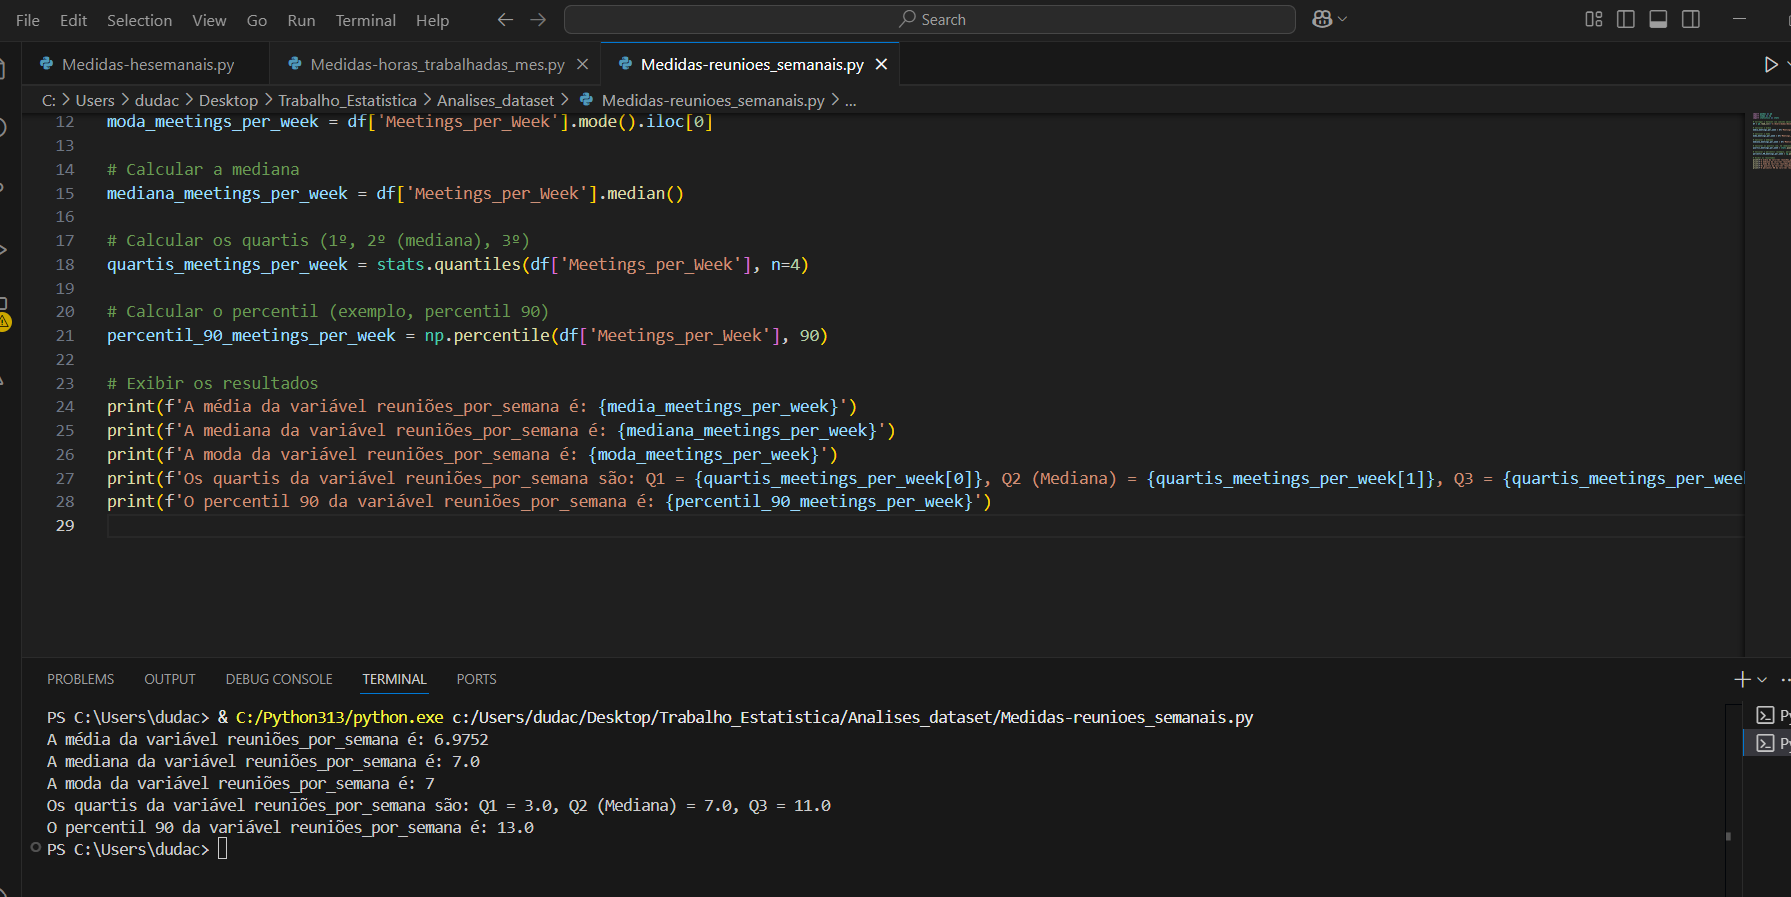 File Edit Selection View Go Run Terminal Help Search
Medidas-hesemanais.py Medidas-horas_trabalhadas_mes.py Medidas-reunioes_semanais.py
C: > Users > dudac > Desktop > Trabalho_Estatistica > Analises_dataset > Medidas-reunioes_semanais.py > ...
12 moda_meetings_per_week = df['Meetings_per_Week'].mode().iloc[0]
13
14 # Calcular a mediana
15 mediana_meetings_per_week = df['Meetings_per_Week'].median()
16
17 # Calcular os quartis (1º, 2º (mediana), 3º)
18 quartis_meetings_per_week = stats.quantiles(df['Meetings_per_Week'], n=4)
19
20 # Calcular o percentil (exemplo, percentil 90)
21 percentil_90_meetings_per_week = np.percentile(df['Meetings_per_Week'], 90)
22
23 # Exibir os resultados
24 print(f'A média da variável reuniões_por_semana é: {media_meetings_per_week}')
25 print(f'A mediana da variável reuniões_por_semana é: {mediana_meetings_per_week}')
26 print(f'A moda da variável reuniões_por_semana é: {moda_meetings_per_week}')
27 print(f'Os quartis da variável reuniões_por_semana são: Q1 = {quartis_meetings_per_week[0]}, Q2 (Mediana) = {quartis_meetings_per_week[1]}, Q3 = {quartis_meetings_per_wee
28 print(f'O percentil 90 da variável reuniões_por_semana é: {percentil_90_meetings_per_week}')
29
PROBLEMS OUTPUT DEBUG CONSOLE TERMINAL PORTS
PS C:\Users\dudac> & C:/Python313/python.exe c:/Users/dudac/Desktop/Trabalho_Estatistica/Analises_dataset/Medidas-reunioes_semanais.py
A média da variável reuniões_por_semana é: 6.9752
A mediana da variável reuniões_por_semana é: 7.0
A moda da variável reuniões_por_semana é: 7
Os quartis da variável reuniões_por_semana são: Q1 = 3.0, Q2 (Mediana) = 7.0, Q3 = 11.0
O percentil 90 da variável reuniões_por_semana é: 13.0
PS C:\Users\dudac>